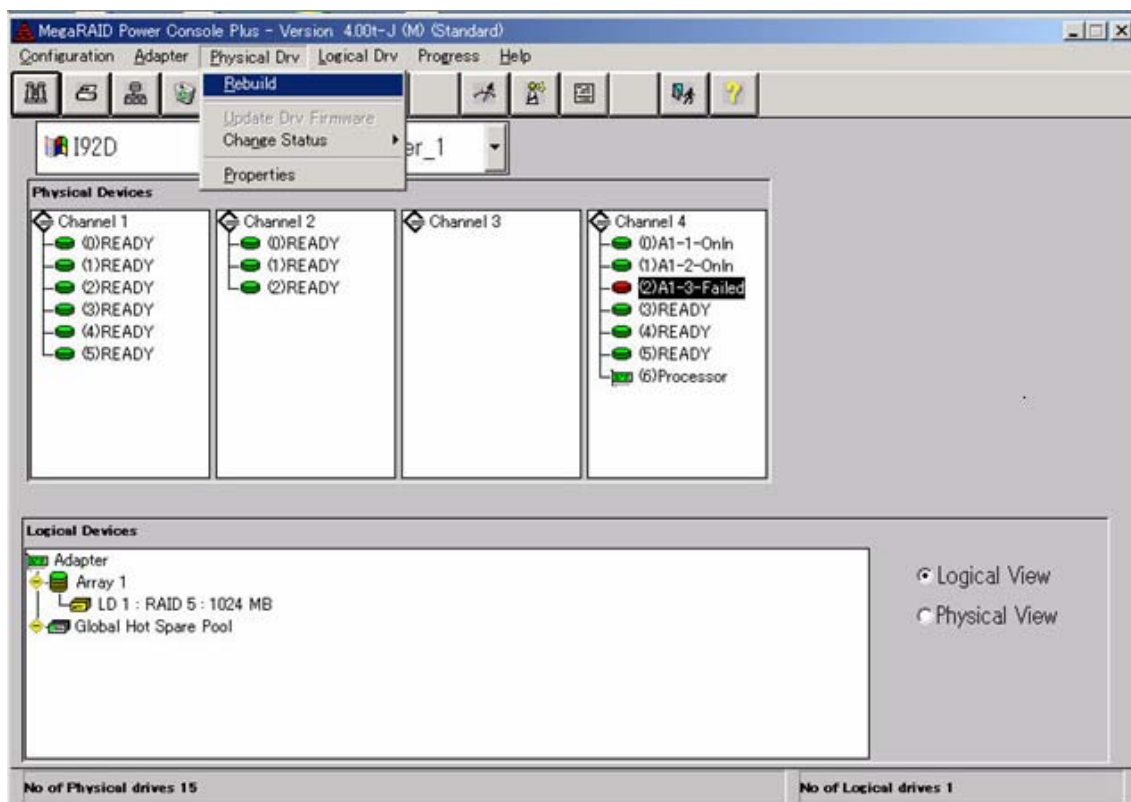 MegaRAID Power Console Plus - Version 4.00t-J (M) (Standard)
Configuration Adapter Physical Drv Logical Drv Progress Help
Rebuild
Update Drv Firmware
Change Status
Properties
I92D
er_1
Physical Devices
Channel 1
(0)READY
(1)READY
(2)READY
(3)READY
(4)READY
(5)READY
Channel 2
(0)READY
(1)READY
(2)READY
Channel 3
Channel 4
(0)A1-1-Onln
(1)A1-2-Onln
(2)A1-3-Failed
(3)READY
(4)READY
(5)READY
(6)Processor
Logical Devices
Adapter
Array 1
LD 1 : RAID 5 : 1024 MB
Global Hot Spare Pool
Logical View
Physical View
No of Physical drives 15
No of Logical drives 1